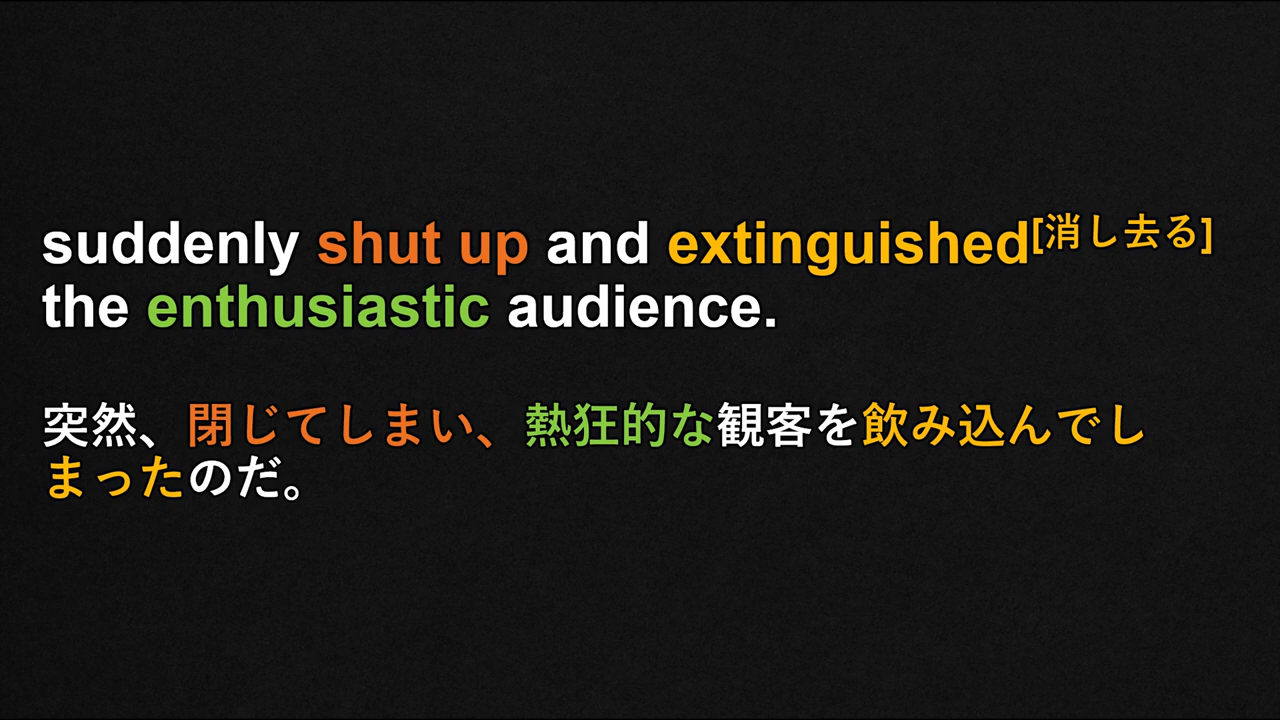 suddenly shut up and extinguished[消し去る]
the enthusiastic audience.
突然、閉じてしまい、熱狂的な観客を飲み込んでし
まったのだ。